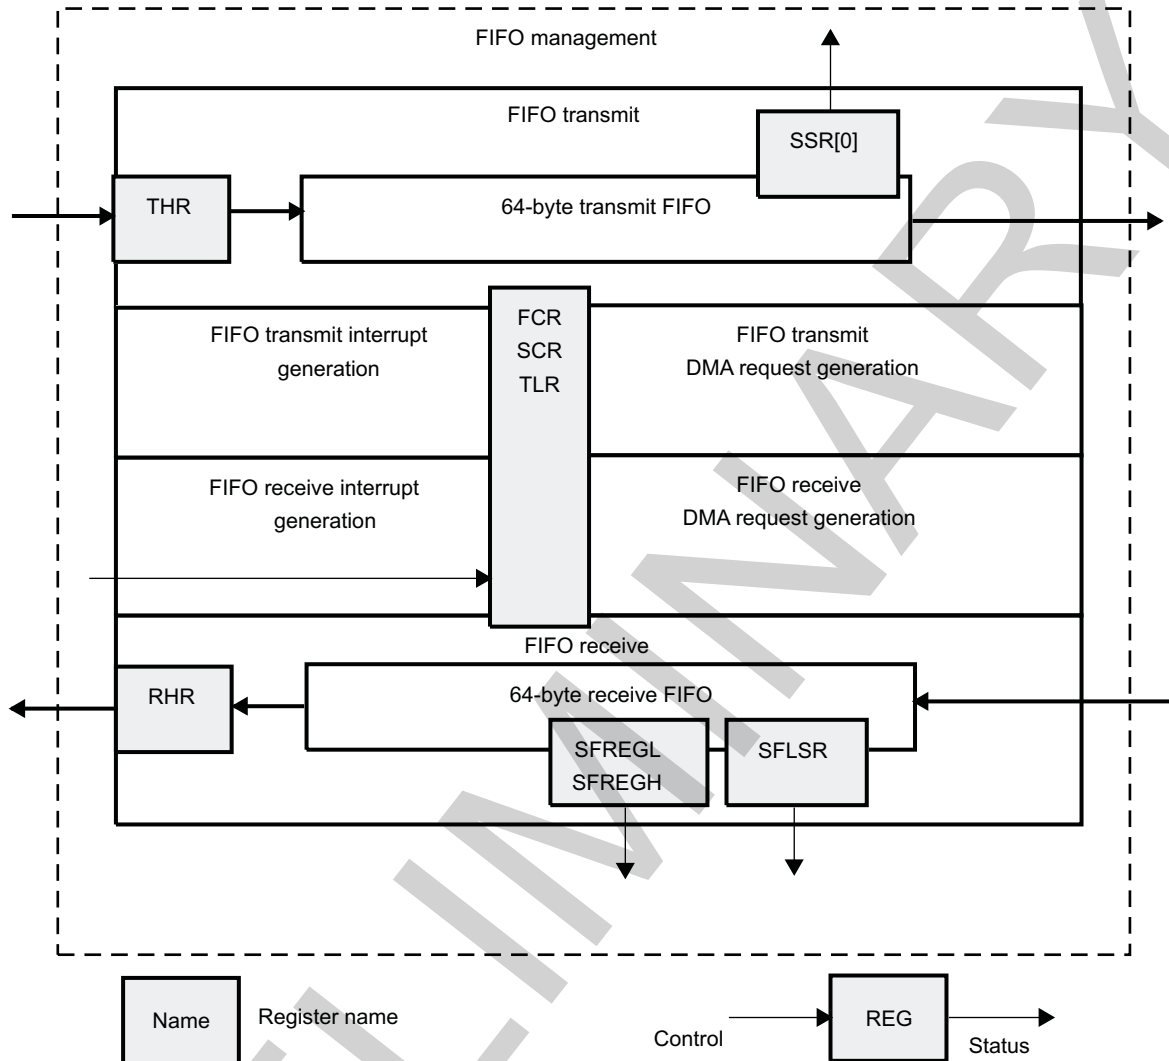 FIFO management
FIFO transmit
SSR[0]
THR
64-byte transmit FIFO
FCR
SCR
TLR
FIFO transmit interrupt
generation
FIFO transmit
DMA request generation
FIFO receive interrupt
generation
FIFO receive
DMA request generation
FIFO receive
RHR
64-byte receive FIFO
SFREGL
SFREGH
SFLSR
Name
Register name
Control
REG
Status
LIMINARY